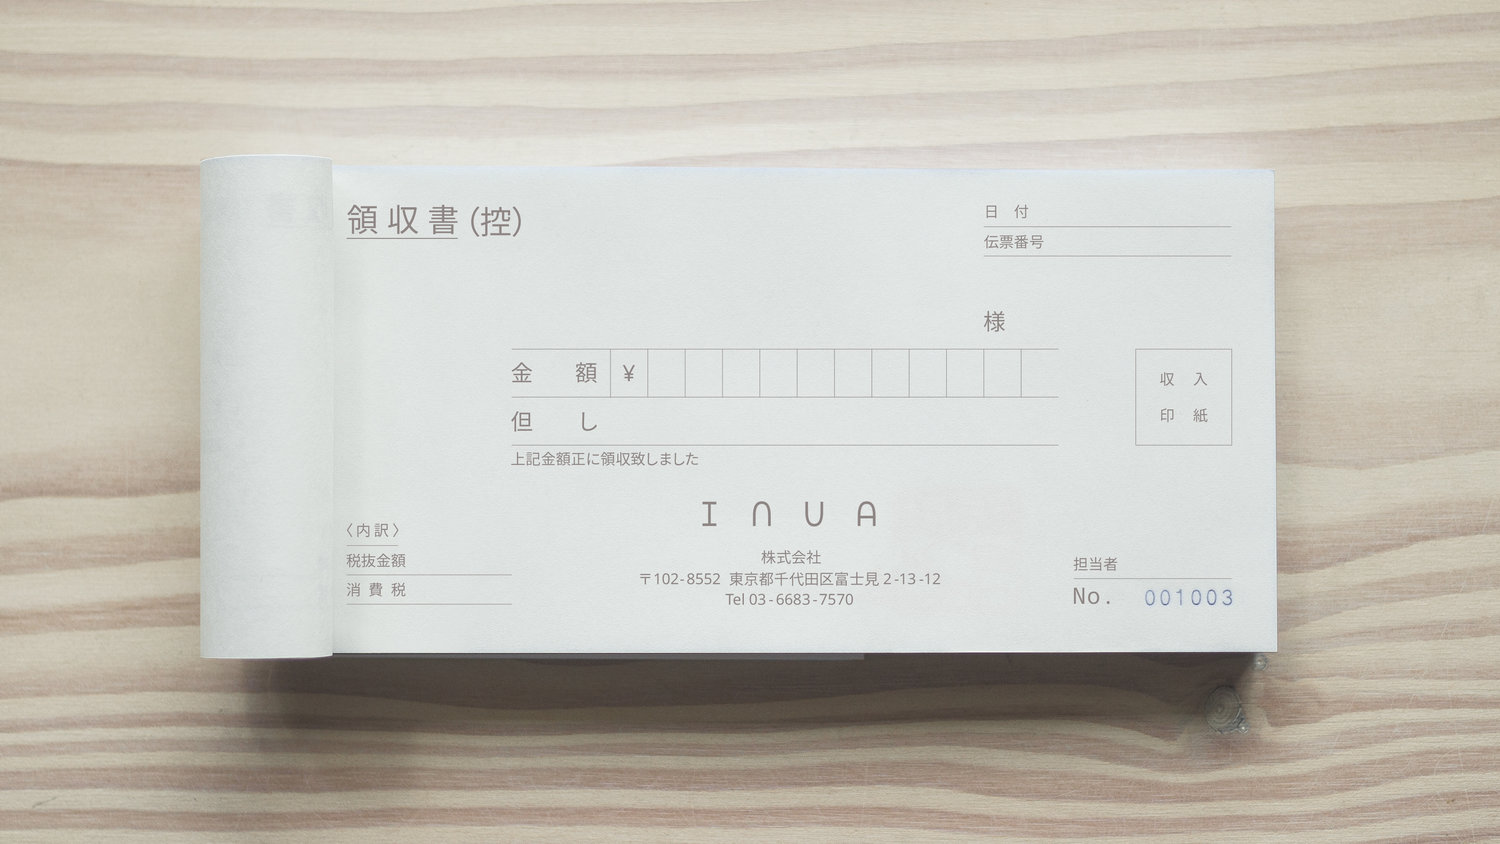 領収書(控)
日 付
伝票番号
様
金 額 ¥
但 し
収 入
印 紙
上記金額正に領収致しました
INUA
〈内訳〉
税抜金額
消 費 税
株式会社
〒102-8552 東京都千代田区富士見 2-13-12
Tel 03-6683-7570
担当者
No. 001003